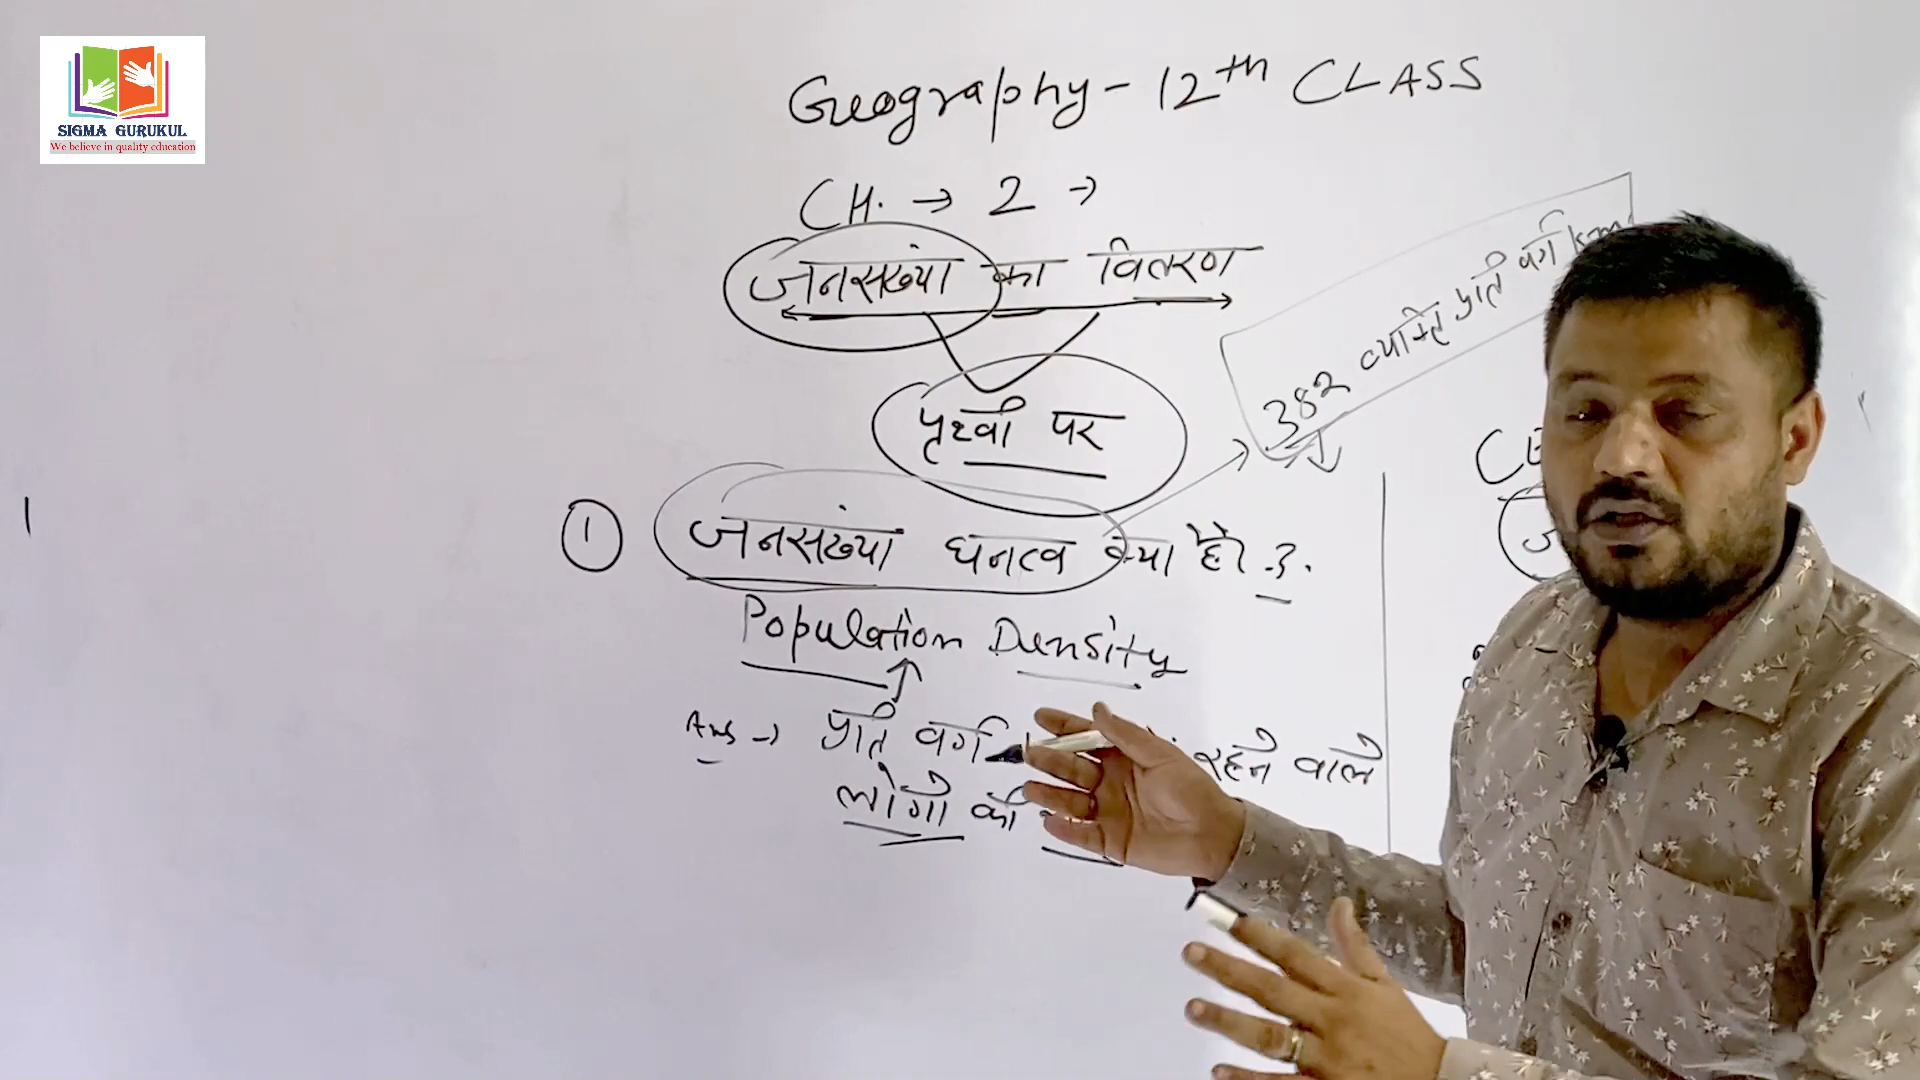 SIGMA GURUKUL
We believe in quality education
Geography - 12th CLASS
CH. → 2 →
जनसंख्या का वितरण
पृथ्वी पर
382 व्यक्ति प्रति वर्ग km
① जनसंख्या घनत्व क्या है ?.
Population Density
Ans → प्रति वर्ग रहने वाले
लोगो की